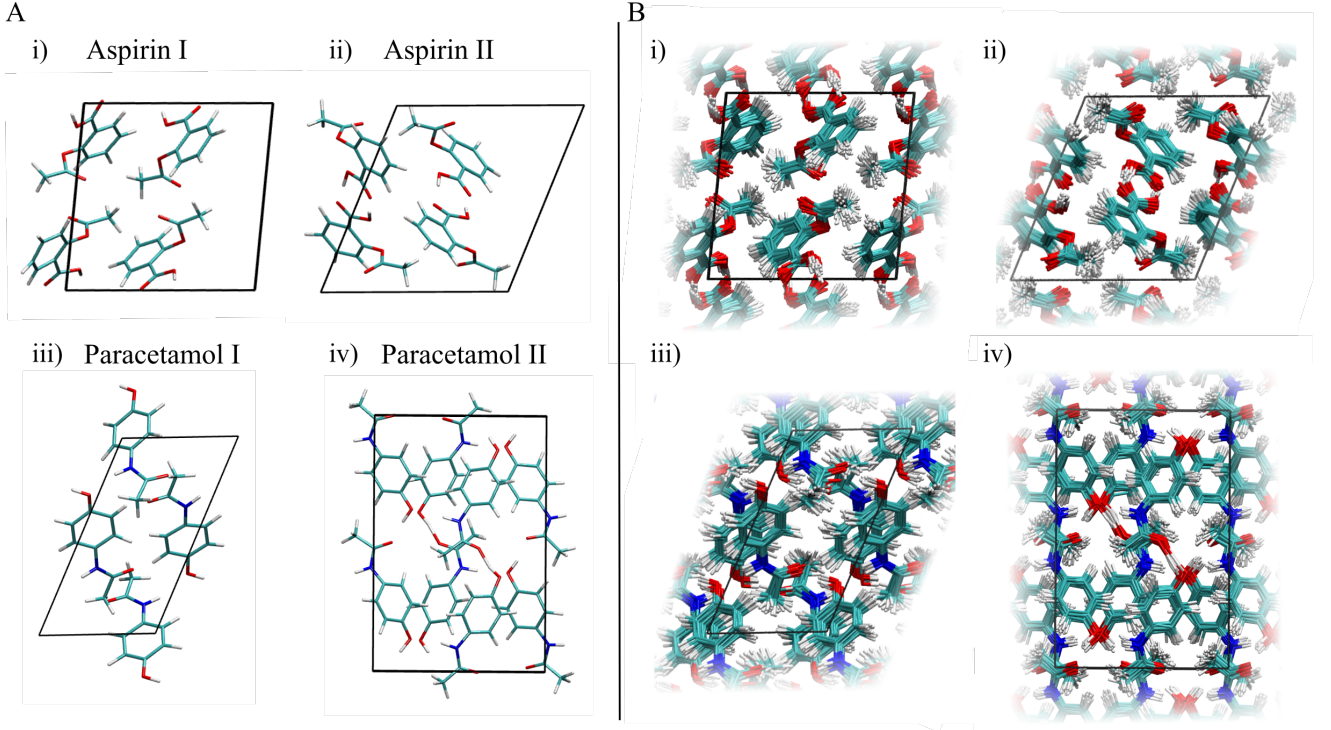 A
i) Aspirin I
ii) Aspirin II
iii) Paracetamol I
iv) Paracetamol II
B
i)
ii)
iii)
iv)